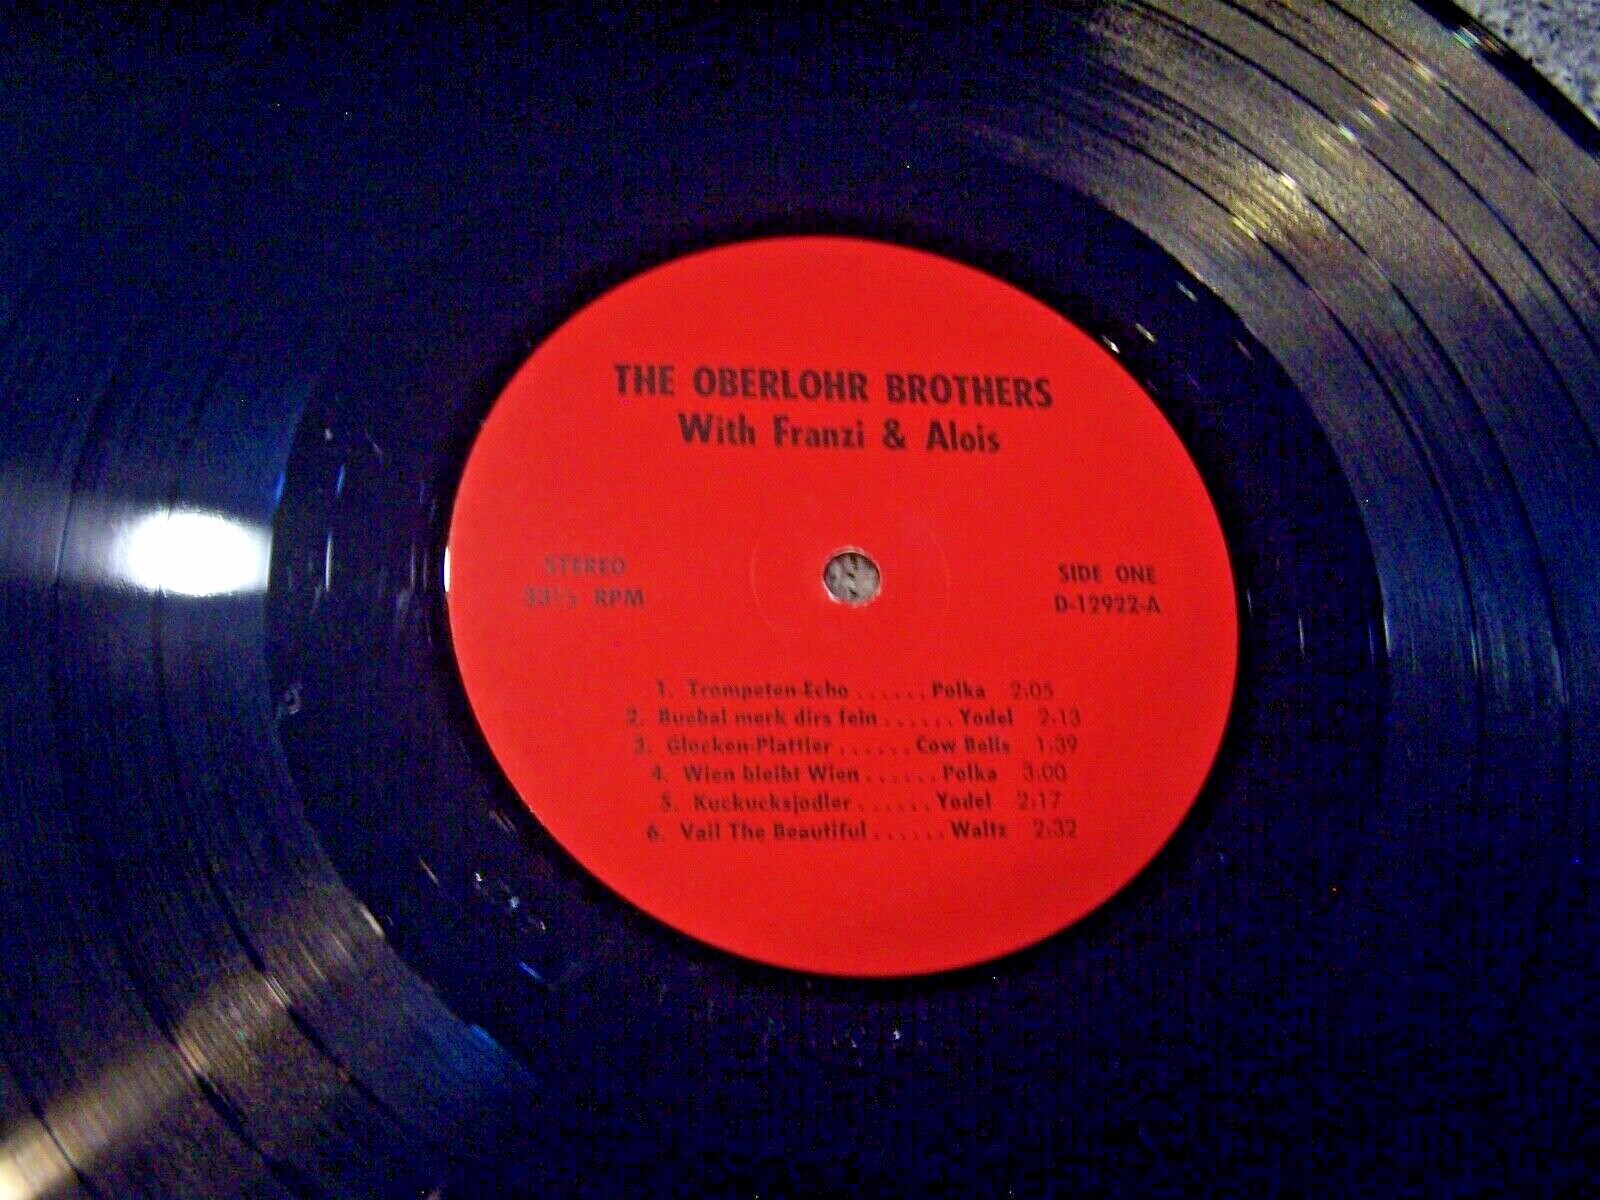 THE OBERLOHR BROTHERS
With Franzi & Alois
STEREO
33⅓ RPM
SIDE ONE
D-12922-A
1. Trompeten-Echo ...... Polka 2:05
2. Buebal merk dirs fein ...... Yodel 2:13
3. Glocken-Plattler ...... Cow Bells 1:39
4. Wien bleibt Wien ...... Polka 3:00
5. Kuckucksjodler ...... Yodel 2:17
6. Vail The Beautiful ...... Waltz 2:32